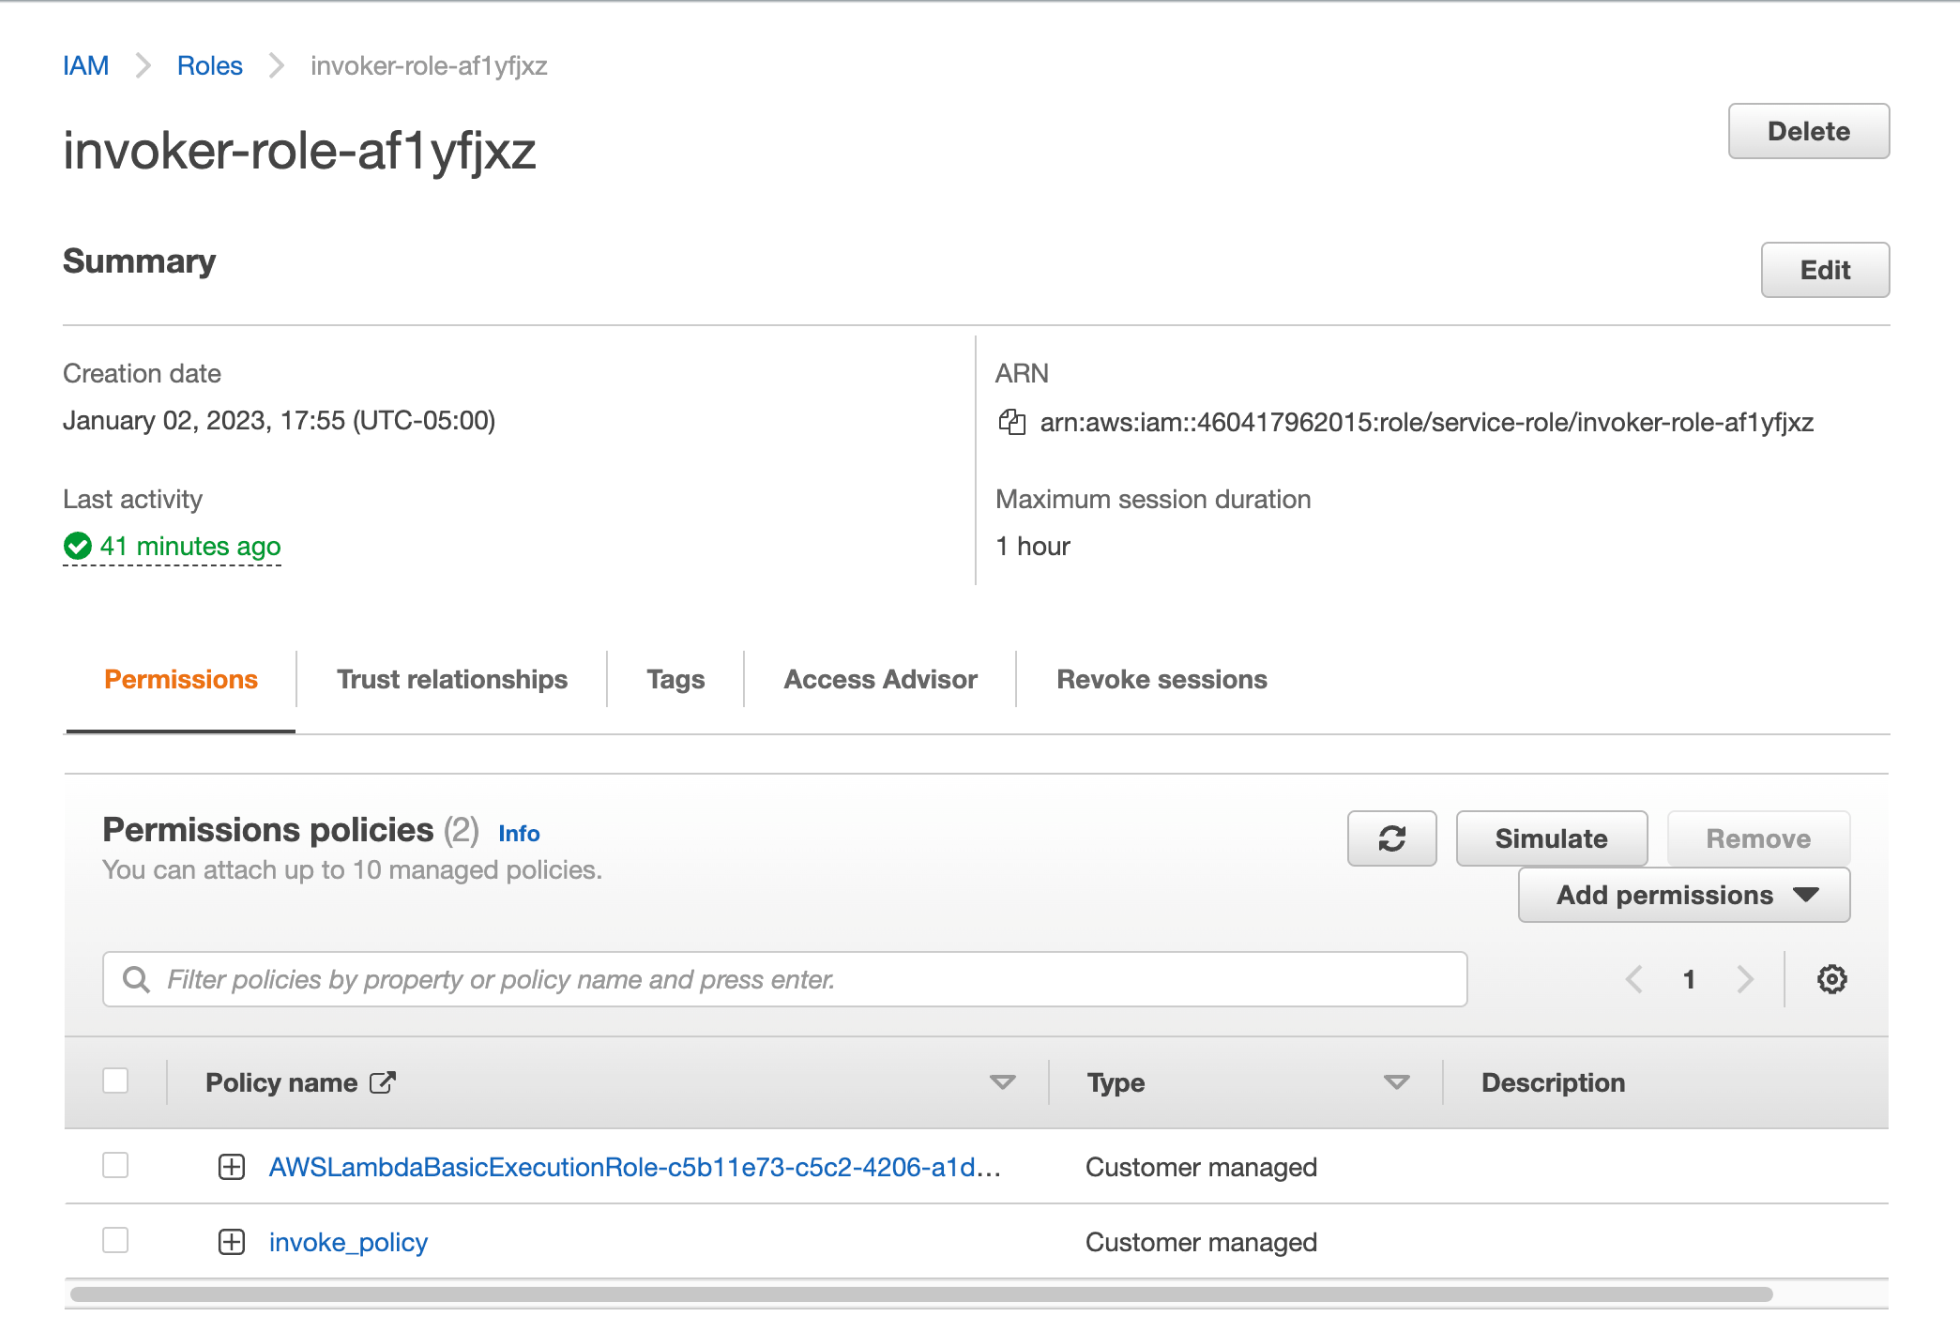 IAM > Roles > invoker-role-af1yfjxz
invoker-role-af1yfjxz
Delete
Summary
Edit
Creation date
January 02, 2023, 17:55 (UTC-05:00)
ARN
arn:aws:iam::460417962015:role/service-role/invoker-role-af1yfjxz
Last activity
41 minutes ago
Maximum session duration
1 hour
Permissions
Trust relationships
Tags
Access Advisor
Revoke sessions
Permissions policies (2) Info
You can attach up to 10 managed policies.
Simulate
Remove
Add permissions
Filter policies by property or policy name and press enter.
1
Policy name
Type
Description
AWSLambdaBasicExecutionRole-c5b11e73-c5c2-4206-a1d...
Customer managed
invoke_policy
Customer managed